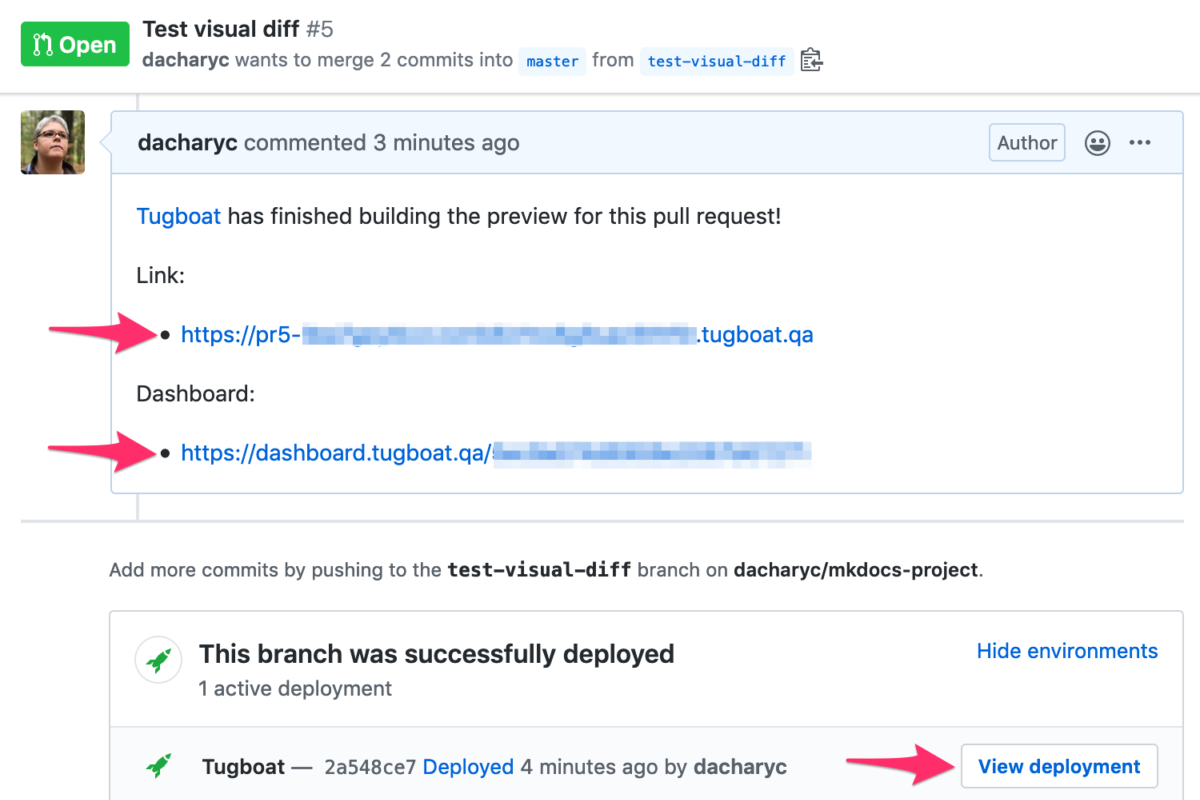 Open
Test visual diff #5
dacharyc wants to merge 2 commits into master from test-visual-diff
dacharyc commented 3 minutes ago
Author
Tugboat has finished building the preview for this pull request!
Link:
https://pr5- .tugboat.qa
Dashboard:
https://dashboard.tugboat.qa/
Add more commits by pushing to the test-visual-diff branch on dacharyc/mkdocs-project.
This branch was successfully deployed
Hide environments
1 active deployment
Tugboat — 2a548ce7 Deployed 4 minutes ago by dacharyc
View deployment